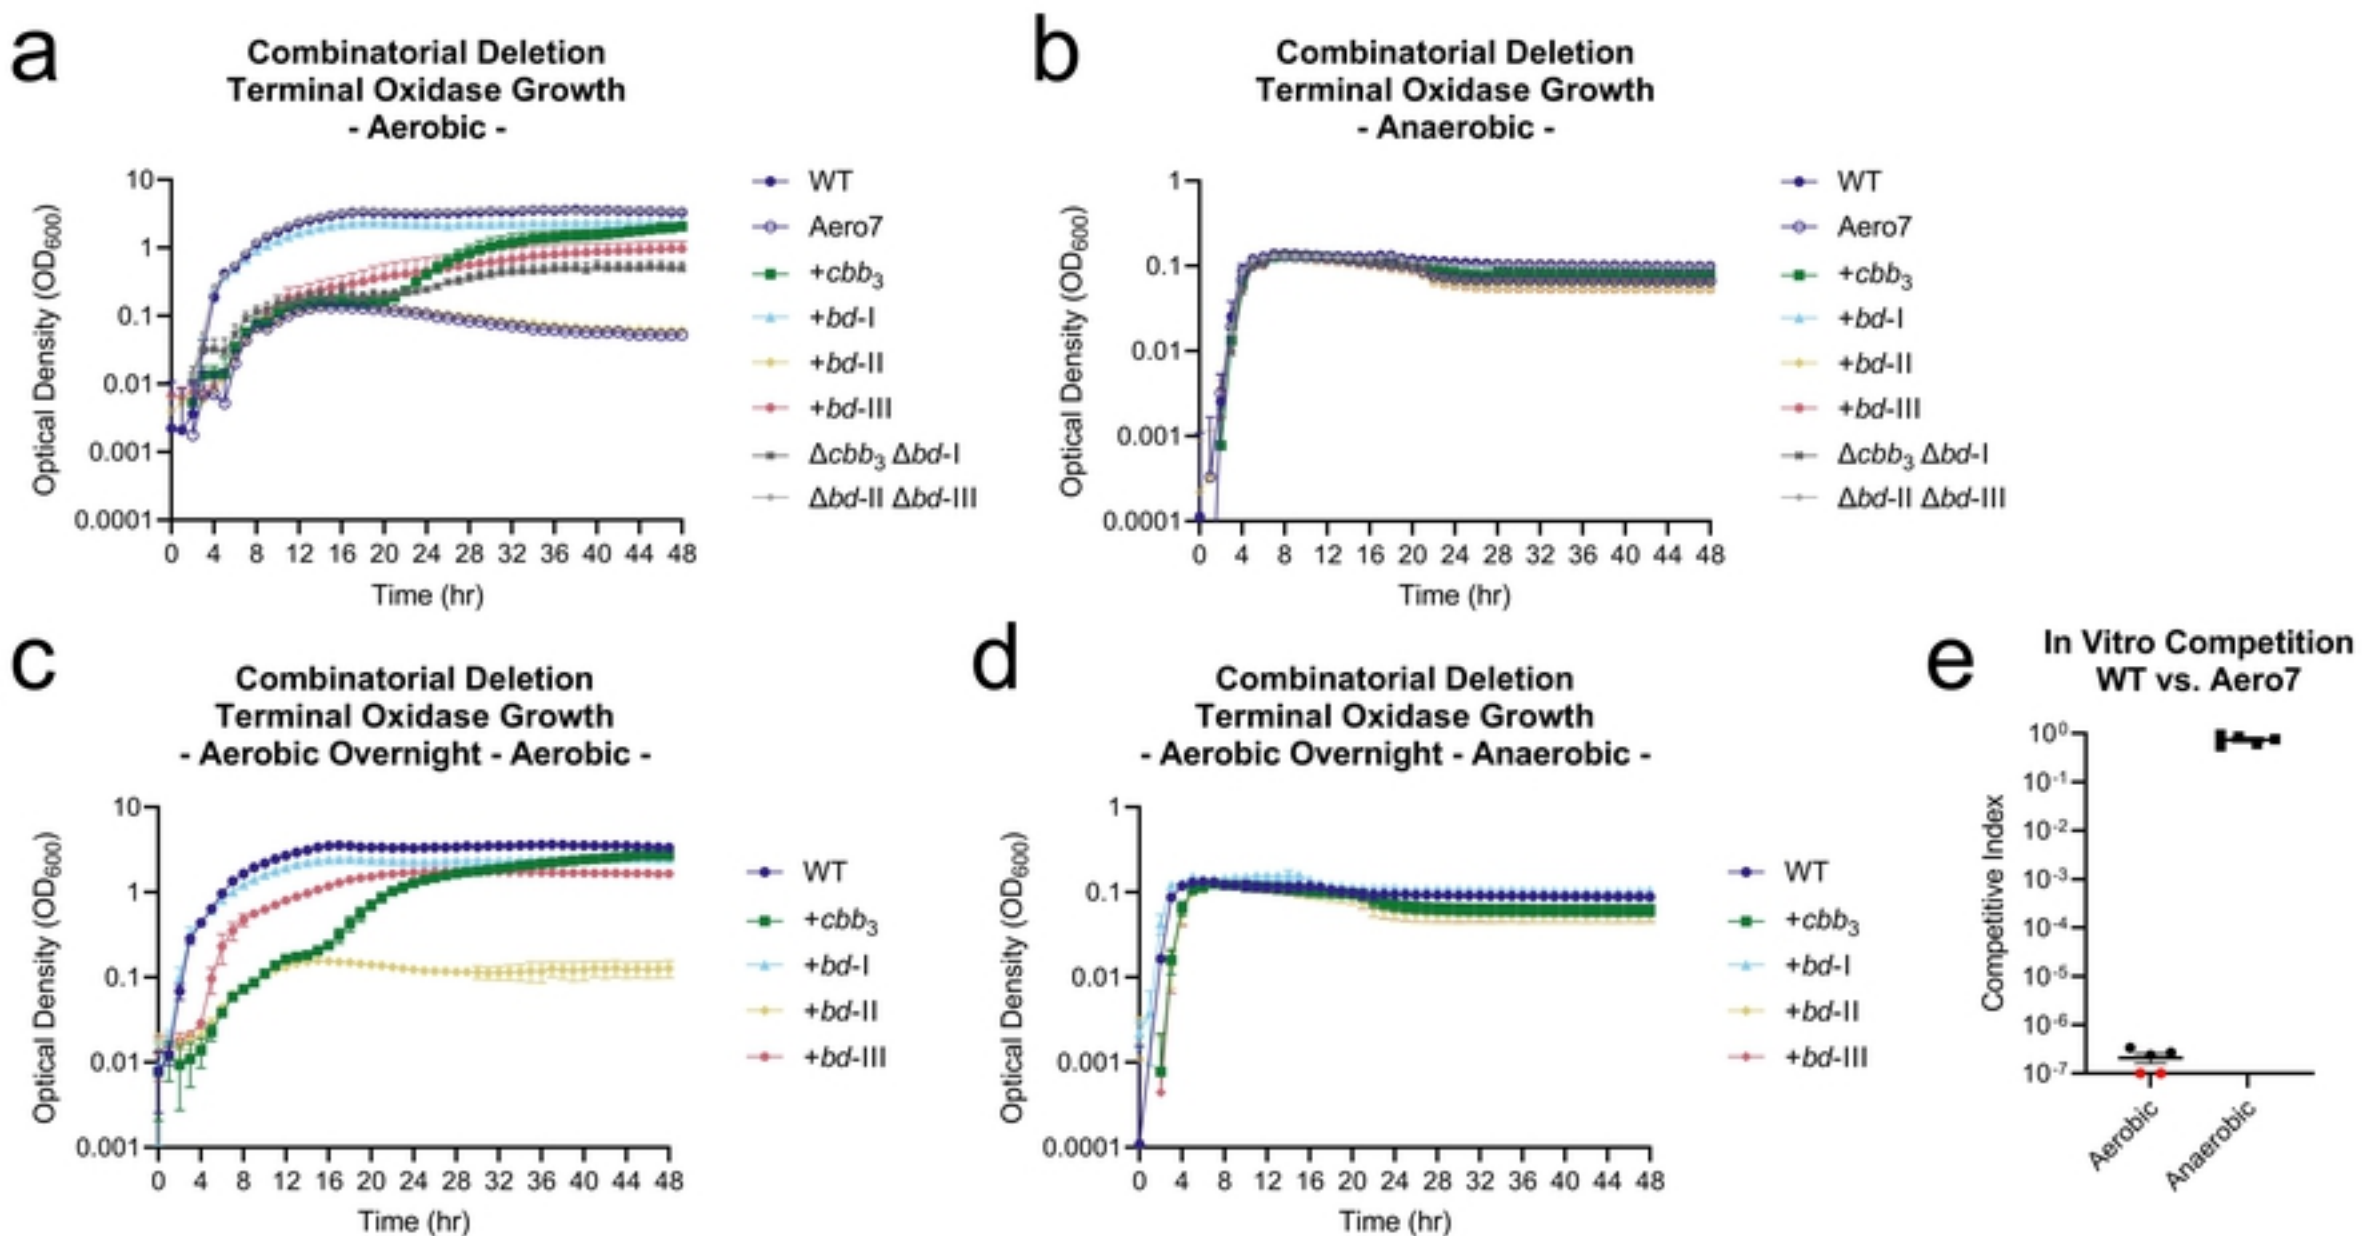 a
Combinatorial Deletion
Terminal Oxidase Growth
- Aerobic -
Optical Density (OD600)
10
1
0.1
0.01
0.001
0.0001
0 4 8 12 16 20 24 28 32 36 40 44 48
Time (hr)
WT
Aero7
+cbb3
+bd-I
+bd-II
+bd-III
Δcbb3 Δbd-I
Δbd-II Δbd-III
b
Combinatorial Deletion
Terminal Oxidase Growth
- Anaerobic -
Optical Density (OD600)
1
0.1
0.01
0.001
0.0001
0 4 8 12 16 20 24 28 32 36 40 44 48
Time (hr)
WT
Aero7
+cbb3
+bd-I
+bd-II
+bd-III
Δcbb3 Δbd-I
Δbd-II Δbd-III
c
Combinatorial Deletion
Terminal Oxidase Growth
- Aerobic Overnight - Aerobic -
Optical Density (OD600)
10
1
0.1
0.01
0.001
0 4 8 12 16 20 24 28 32 36 40 44 48
Time (hr)
WT
+cbb3
+bd-I
+bd-II
+bd-III
d
Combinatorial Deletion
Terminal Oxidase Growth
- Aerobic Overnight - Anaerobic -
Optical Density (OD600)
1
0.1
0.01
0.001
0.0001
0 4 8 12 16 20 24 28 32 36 40 44 48
Time (hr)
WT
+cbb3
+bd-I
+bd-II
+bd-III
e
In Vitro Competition
WT vs. Aero7
Competitive Index
10⁰
10⁻¹
10⁻²
10⁻³
10⁻⁴
10⁻⁵
10⁻⁶
10⁻⁷
Aerobic
Anaerobic